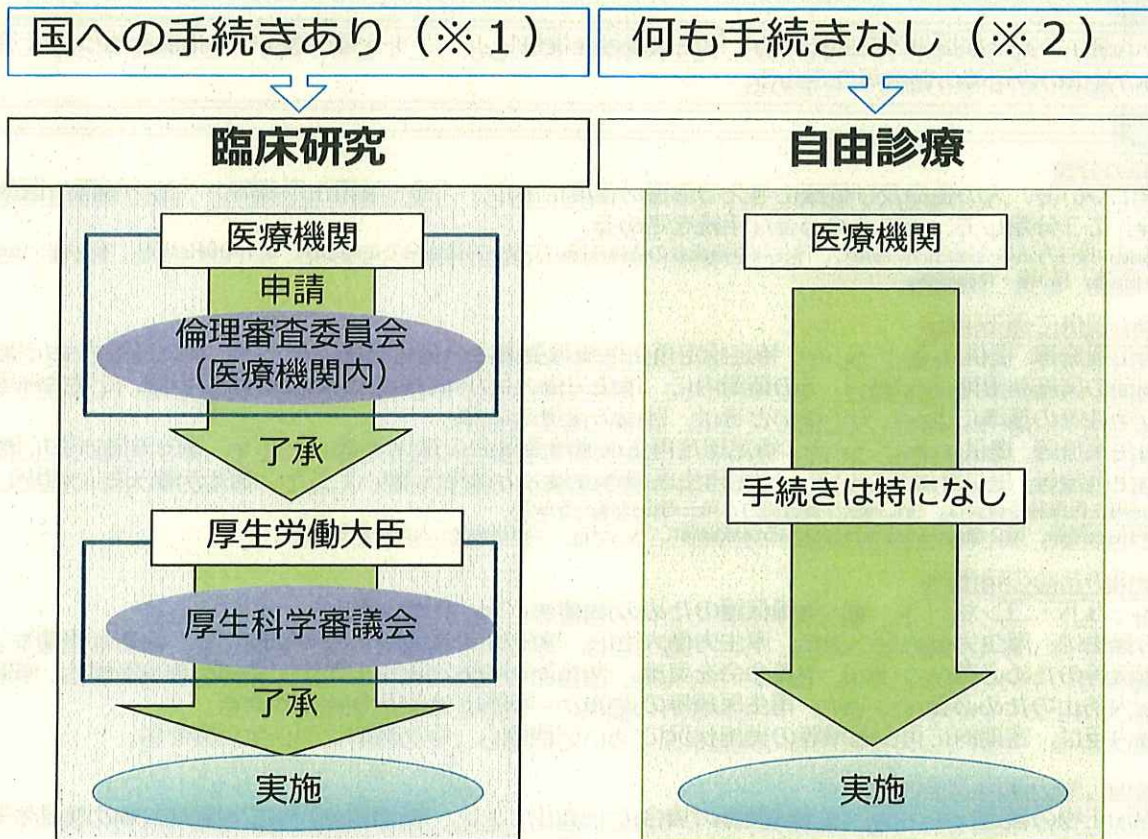 国への手続きあり（※１）
臨床研究
医療機関
申請
倫理審査委員会
（医療機関内）
了承
厚生労働大臣
厚生科学審議会
了承
実施
何も手続きなし（※２）
自由診療
医療機関
手続きは特になし
実施